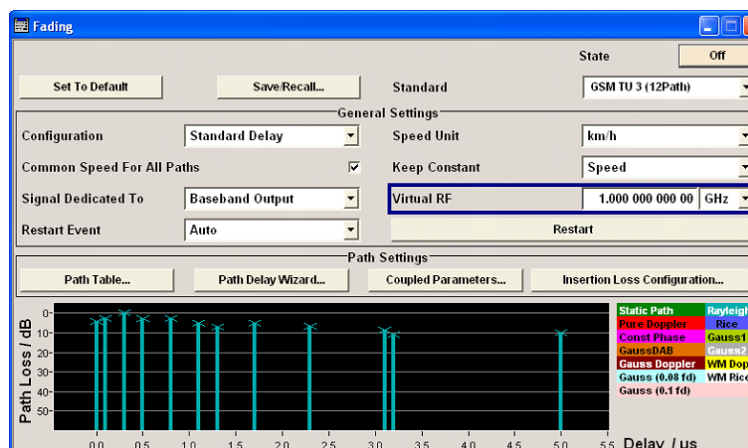 Fading
State Off
Set To Default Save/Recall... Standard GSM TU 3 (12Path)
General Settings
Configuration Standard Delay Speed Unit km/h
Common Speed For All Paths Keep Constant Speed
Signal Dedicated To Baseband Output Virtual RF 1.000 000 000 00 GHz
Restart Event Auto Restart
Path Settings
Path Table... Path Delay Wizard... Coupled Parameters... Insertion Loss Configuration...
Path Loss / dB
0
10
20
30
40
50
Static Path Rayleigh
Pure Doppler Rice
Const Phase Gauss1
GaussDAB Gauss2
Gauss Doppler WM Dop
Gauss (0.08 fd) WM Rice
Gauss (0.1 fd)
0.0 0.5 1.0 1.5 2.0 2.5 3.0 3.5 4.0 4.5 5.0 5.5 Delay / us